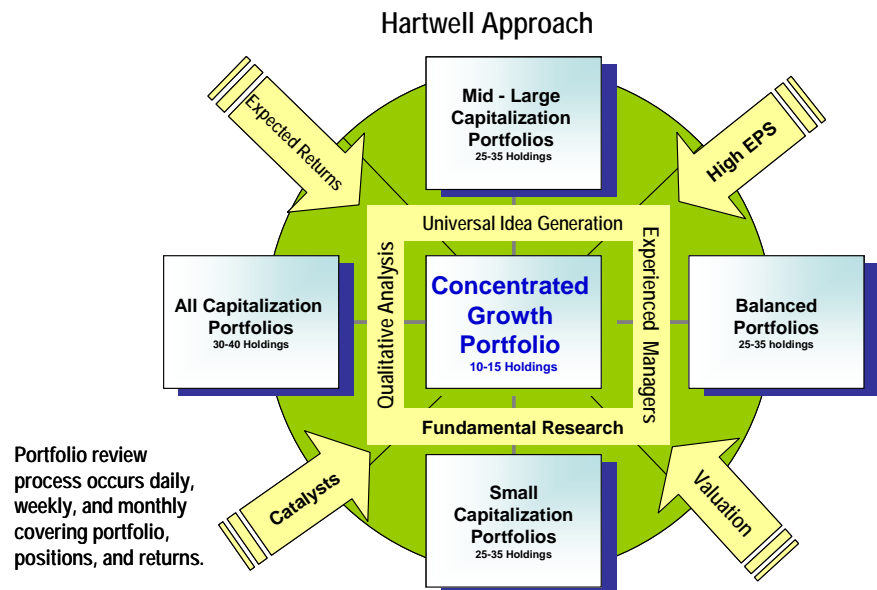 Hartwell Approach
Expected Returns
Mid - Large
Capitalization
Portfolios
25-35 Holdings
High EPS
Universal Idea Generation
Qualitative Analysis
Experienced Managers
All Capitalization
Portfolios
30-40 Holdings
Concentrated
Growth
Portfolio
10-15 Holdings
Balanced
Portfolios
25-35 holdings
Fundamental Research
Portfolio review
process occurs daily,
weekly, and monthly
covering portfolio,
positions, and returns.
Catalysts
Small
Capitalization
Portfolios
25-35 Holdings
Valuation